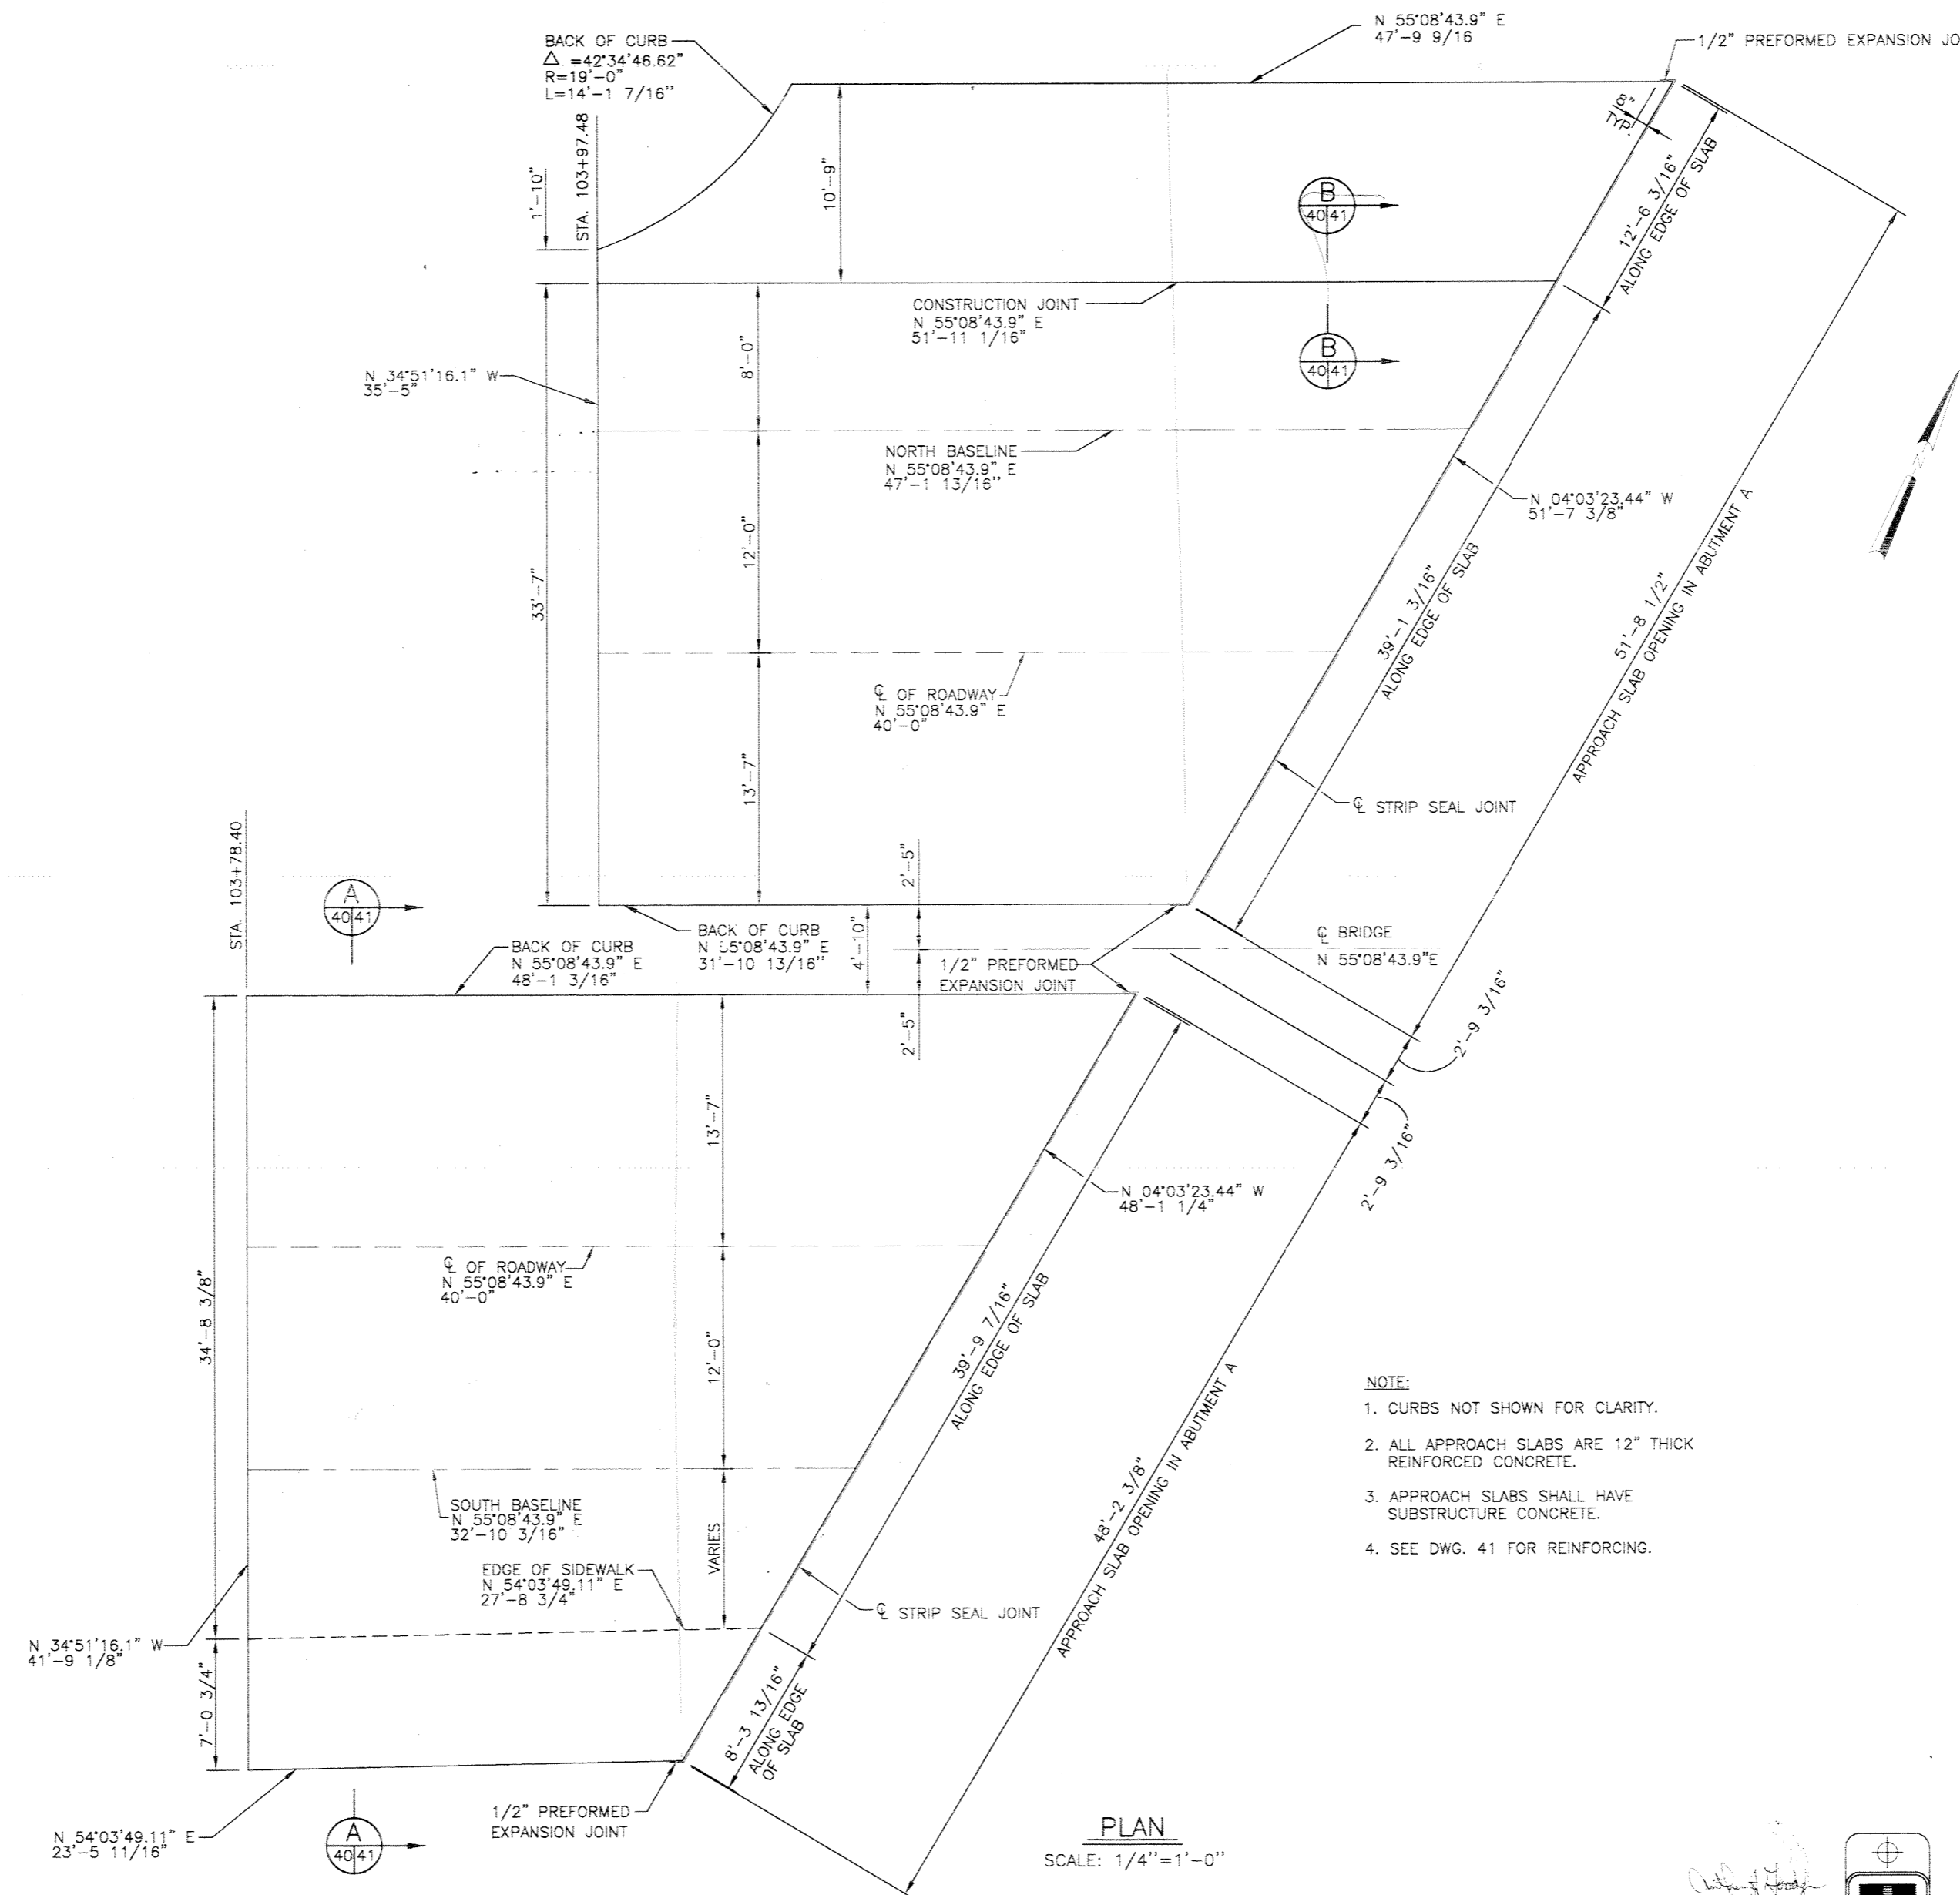 BACK OF CURB
△ =42°34'46.62"
R=19'-0"
L=14'-1 7/16"
N 55°08'43.9" E
47'-9 9/16
1/2" PREFORMED EXPANSION JO
STA. 103+97.48
1'-10"
10'-9"
7/8"
TYP.
12'-6 3/16"
ALONG EDGE OF SLAB
B
40 41
CONSTRUCTION JOINT
N 55°08'43.9" E
51'-11 1/16"
B
40 41
8'-0"
N 34°51'16.1" W
35'-5"
NORTH BASELINE
N 55°08'43.9" E
47'-1 13/16"
N 04°03'23.44" W
51'-7 3/8"
N
33'-7"
12'-0"
39'-1 3/16"
ALONG EDGE OF SLAB
51'-8 1/2"
APPROACH SLAB OPENING IN ABUTMENT A
℄ OF ROADWAY
N 55°08'43.9" E
40'-0"
13'-7"
℄ STRIP SEAL JOINT
STA. 103+78.40
A
40 41
2'-5"
BACK OF CURB
N 55°08'43.9" E
31'-10 13/16"
4'-10"
℄ BRIDGE
N 55°08'43.9"E
BACK OF CURB
N 55°08'43.9" E
48'-1 3/16"
1/2" PREFORMED
EXPANSION JOINT
2'-5"
2'-9 3/16"
2'-9 3/16"
13'-7"
N 04°03'23.44" W
48'-1 1/4"
℄ OF ROADWAY
N 55°08'43.9" E
40'-0"
34'-8 3/8"
12'-0"
39'-9 7/16"
ALONG EDGE OF SLAB
48'-2 3/8"
APPROACH SLAB OPENING IN ABUTMENT A
SOUTH BASELINE
N 55°08'43.9" E
32'-10 3/16"
VARIES
EDGE OF SIDEWALK
N 54°03'49.11" E
27'-8 3/4"
℄ STRIP SEAL JOINT
N 34°51'16.1" W
41'-9 1/8"
7'-0 3/4"
8'-3 13/16"
ALONG EDGE
OF SLAB
1/2" PREFORMED
EXPANSION JOINT
N 54°03'49.11" E
23'-5 11/16"
A
40 41
NOTE:
1. CURBS NOT SHOWN FOR CLARITY.
2. ALL APPROACH SLABS ARE 12" THICK
REINFORCED CONCRETE.
3. APPROACH SLABS SHALL HAVE
SUBSTRUCTURE CONCRETE.
4. SEE DWG. 41 FOR REINFORCING.
PLAN
SCALE: 1/4"=1'-0"